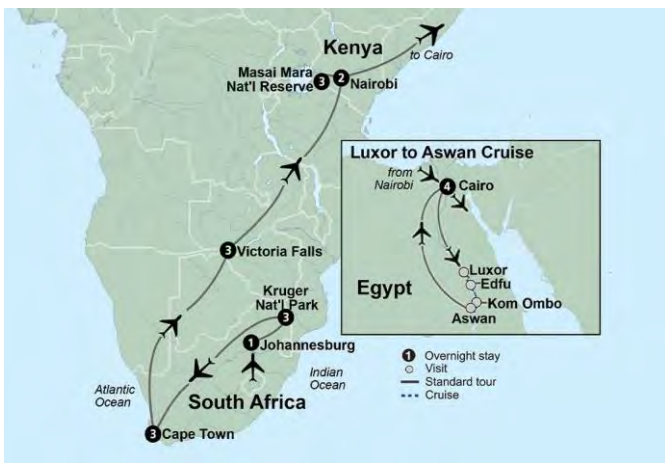 Kenya
to Cairo
Masai Mara
Nat'l Reserve
3
2
Nairobi
Luxor to Aswan Cruise
from
Nairobi
4
Cairo
Luxor
Edfu
Kom Ombo
Aswan
Egypt
3
Victoria Falls
Kruger
Nat'l Park
3
1
Johannesburg
Indian
Ocean
Atlantic
Ocean
South Africa
3
Cape Town
1 Overnight stay
Visit
Standard tour
Cruise